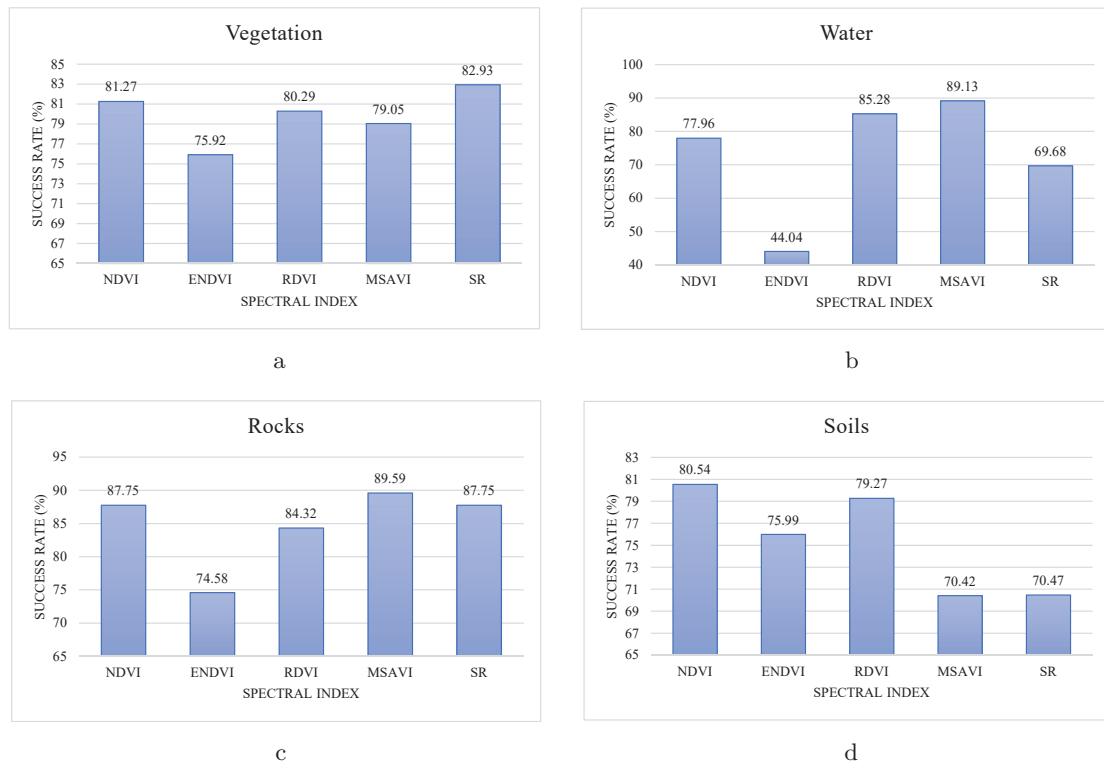 Vegetation
SUCCESS RATE (%)
85
83
81
79
77
75
73
71
69
67
65
81.27
75.92
80.29
79.05
82.93
NDVI ENDVI RDVI MSAVI SR
SPECTRAL INDEX
a
Water
SUCCESS RATE (%)
100
90
80
70
60
50
40
77.96
44.04
85.28
89.13
69.68
NDVI ENDVI RDVI MSAVI SR
SPECTRAL INDEX
b
Rocks
SUCCESS RATE (%)
95
90
85
80
75
70
65
87.75
74.58
84.32
89.59
87.75
NDVI ENDVI RDVI MSAVI SR
SPECTRAL INDEX
c
Soils
SUCCESS RATE (%)
83
81
79
77
75
73
71
69
67
65
80.54
75.99
79.27
70.42
70.47
NDVI ENDVI RDVI MSAVI SR
SPECTRAL INDEX
d